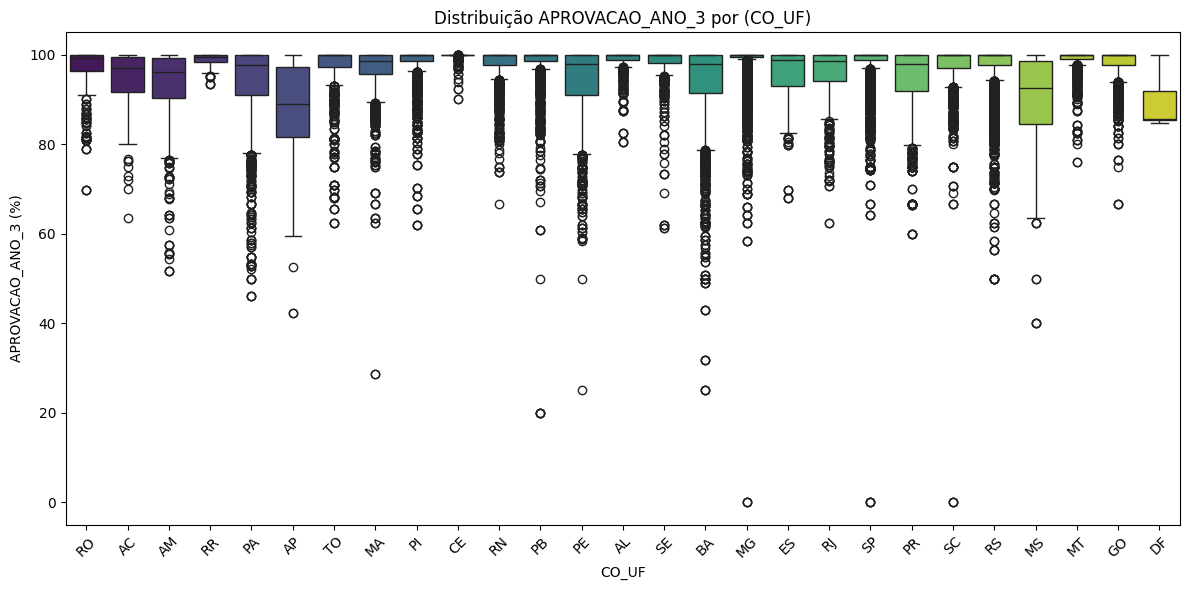 Distribuição APROVACAO_ANO_3 por (CO_UF)
APROVACAO_ANO_3 (%)
100
80
60
40
20
0
RO AC AM RR PA AP TO MA PI CE RN PB PE AL SE BA MG ES RJ SP PR SC RS MS MT GO DF
CO_UF